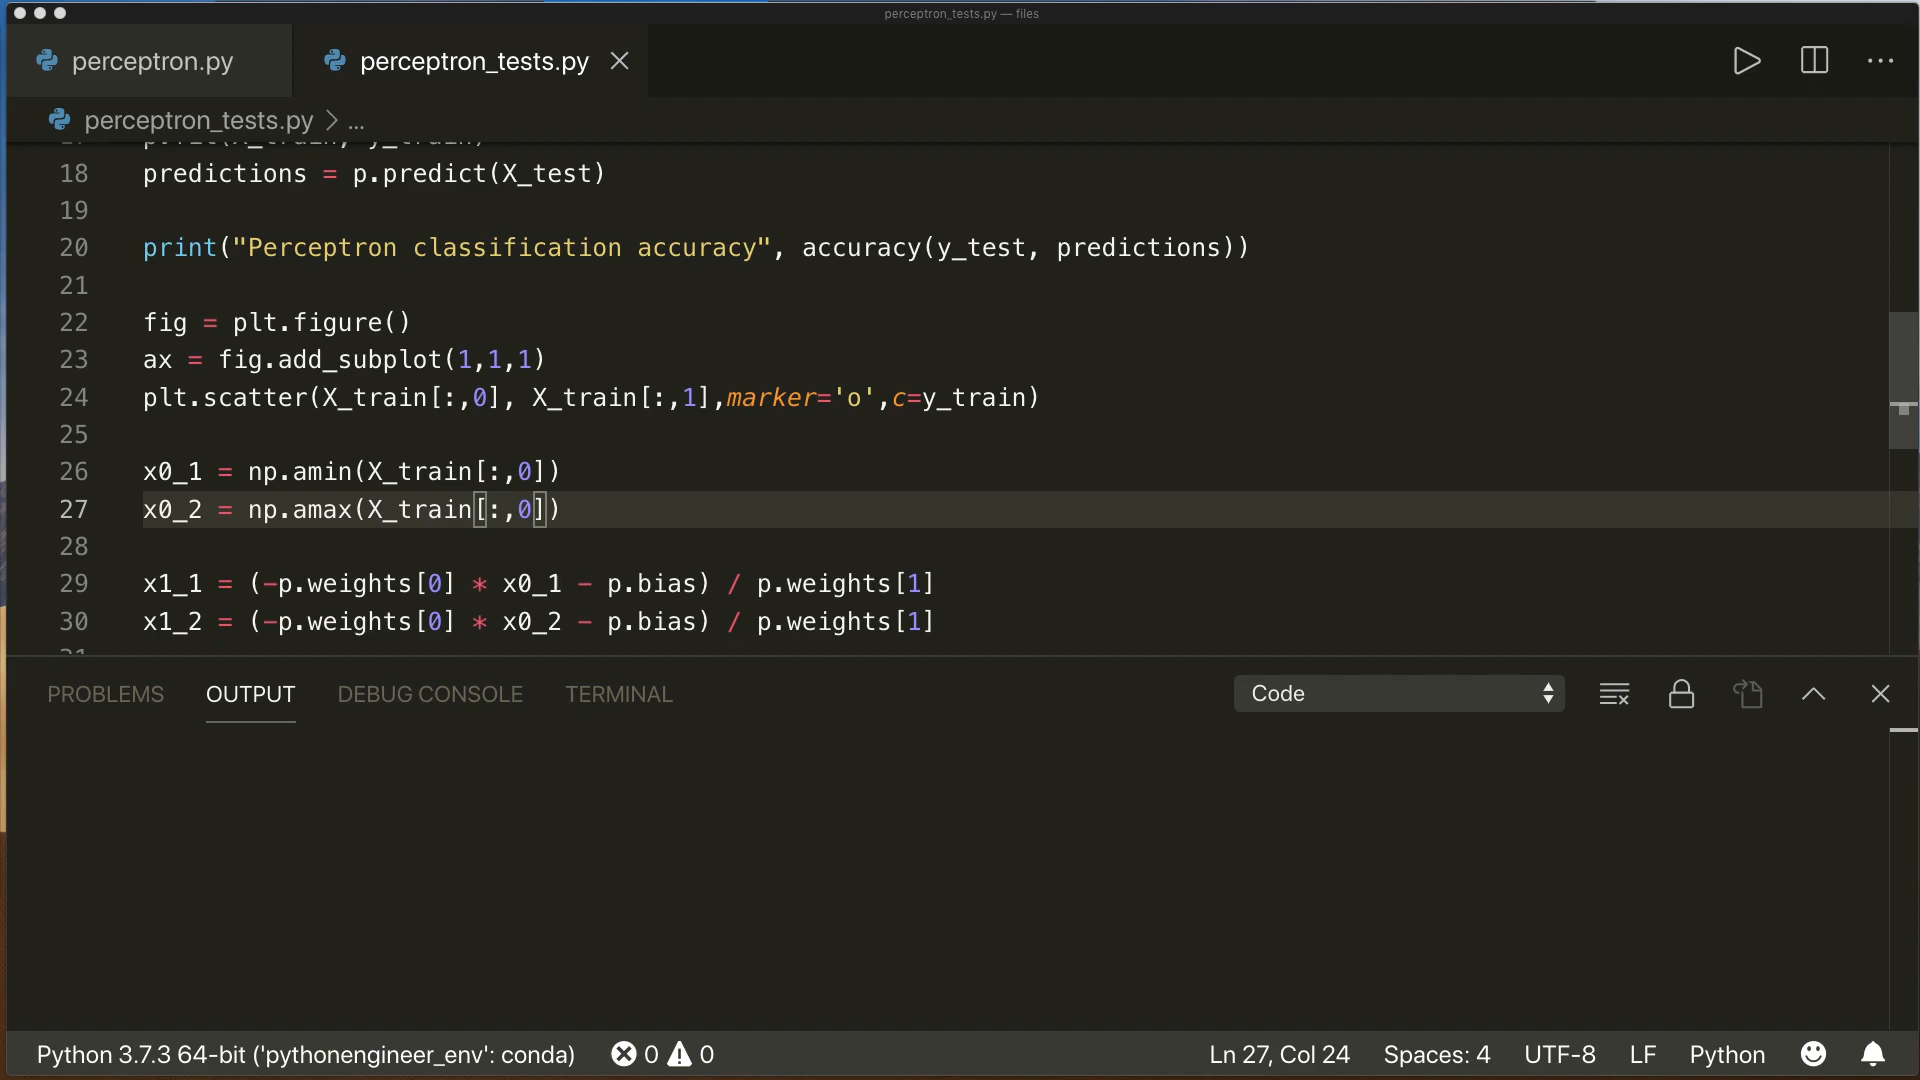 perceptron_tests.py — files
perceptron.py
perceptron_tests.py
perceptron_tests.py > ...
18 predictions = p.predict(X_test)
19
20 print("Perceptron classification accuracy", accuracy(y_test, predictions))
21
22 fig = plt.figure()
23 ax = fig.add_subplot(1,1,1)
24 plt.scatter(X_train[:,0], X_train[:,1],marker='o',c=y_train)
25
26 x0_1 = np.amin(X_train[:,0])
27 x0_2 = np.amax(X_train[:,0])
28
29 x1_1 = (-p.weights[0] * x0_1 - p.bias) / p.weights[1]
30 x1_2 = (-p.weights[0] * x0_2 - p.bias) / p.weights[1]
PROBLEMS OUTPUT DEBUG CONSOLE TERMINAL Code
Python 3.7.3 64-bit ('pythonengineer_env': conda) 0 0 Ln 27, Col 24 Spaces: 4 UTF-8 LF Python